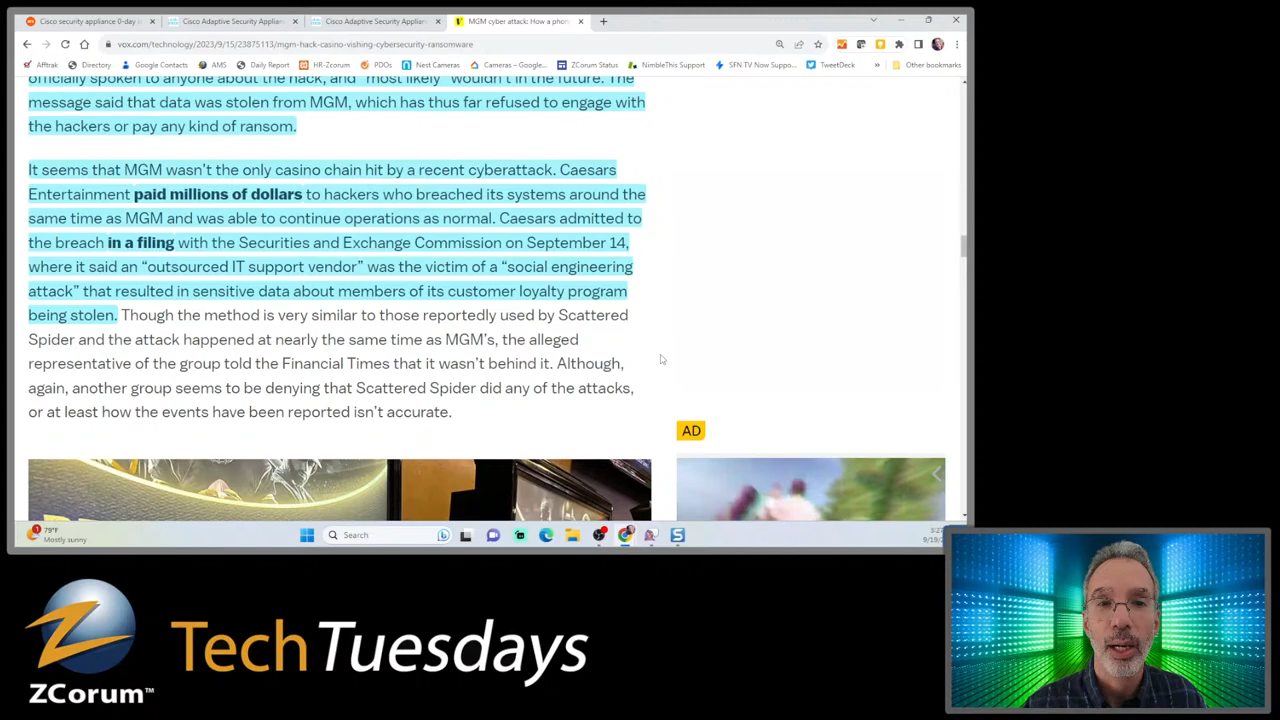 Cisco security appliance 0-day a
Cisco Adaptive Security Applian
Cisco Adaptive Security Applian
MGM cyber attack: How a phon
vox.com/technology/2023/9/15/23875113/mgm-hack-casino-vishing-cybersecurity-ransomware
Afftrak
Directory
Google Contacts
AMS
Daily Report
HR-Zcorum
PDOs
Nest Cameras
Cameras – Google...
ZCorum Status
NimbleThis Support
SFN TV Now Suppo...
TweetDeck
»
Other bookmarks
officially spoken to anyone about the hack, and “most likely” wouldn’t in the future. The
message said that data was stolen from MGM, which has thus far refused to engage with
the hackers or pay any kind of ransom.
It seems that MGM wasn’t the only casino chain hit by a recent cyberattack. Caesars
Entertainment paid millions of dollars to hackers who breached its systems around the
same time as MGM and was able to continue operations as normal. Caesars admitted to
the breach in a filing with the Securities and Exchange Commission on September 14,
where it said an “outsourced IT support vendor” was the victim of a “social engineering
attack” that resulted in sensitive data about members of its customer loyalty program
being stolen. Though the method is very similar to those reportedly used by Scattered
Spider and the attack happened at nearly the same time as MGM’s, the alleged
representative of the group told the Financial Times that it wasn’t behind it. Although,
again, another group seems to be denying that Scattered Spider did any of the attacks,
or at least how the events have been reported isn’t accurate.
AD
1
79°F
Mostly sunny
Search
9/19/
Z
ZCorum™
TechTuesdays